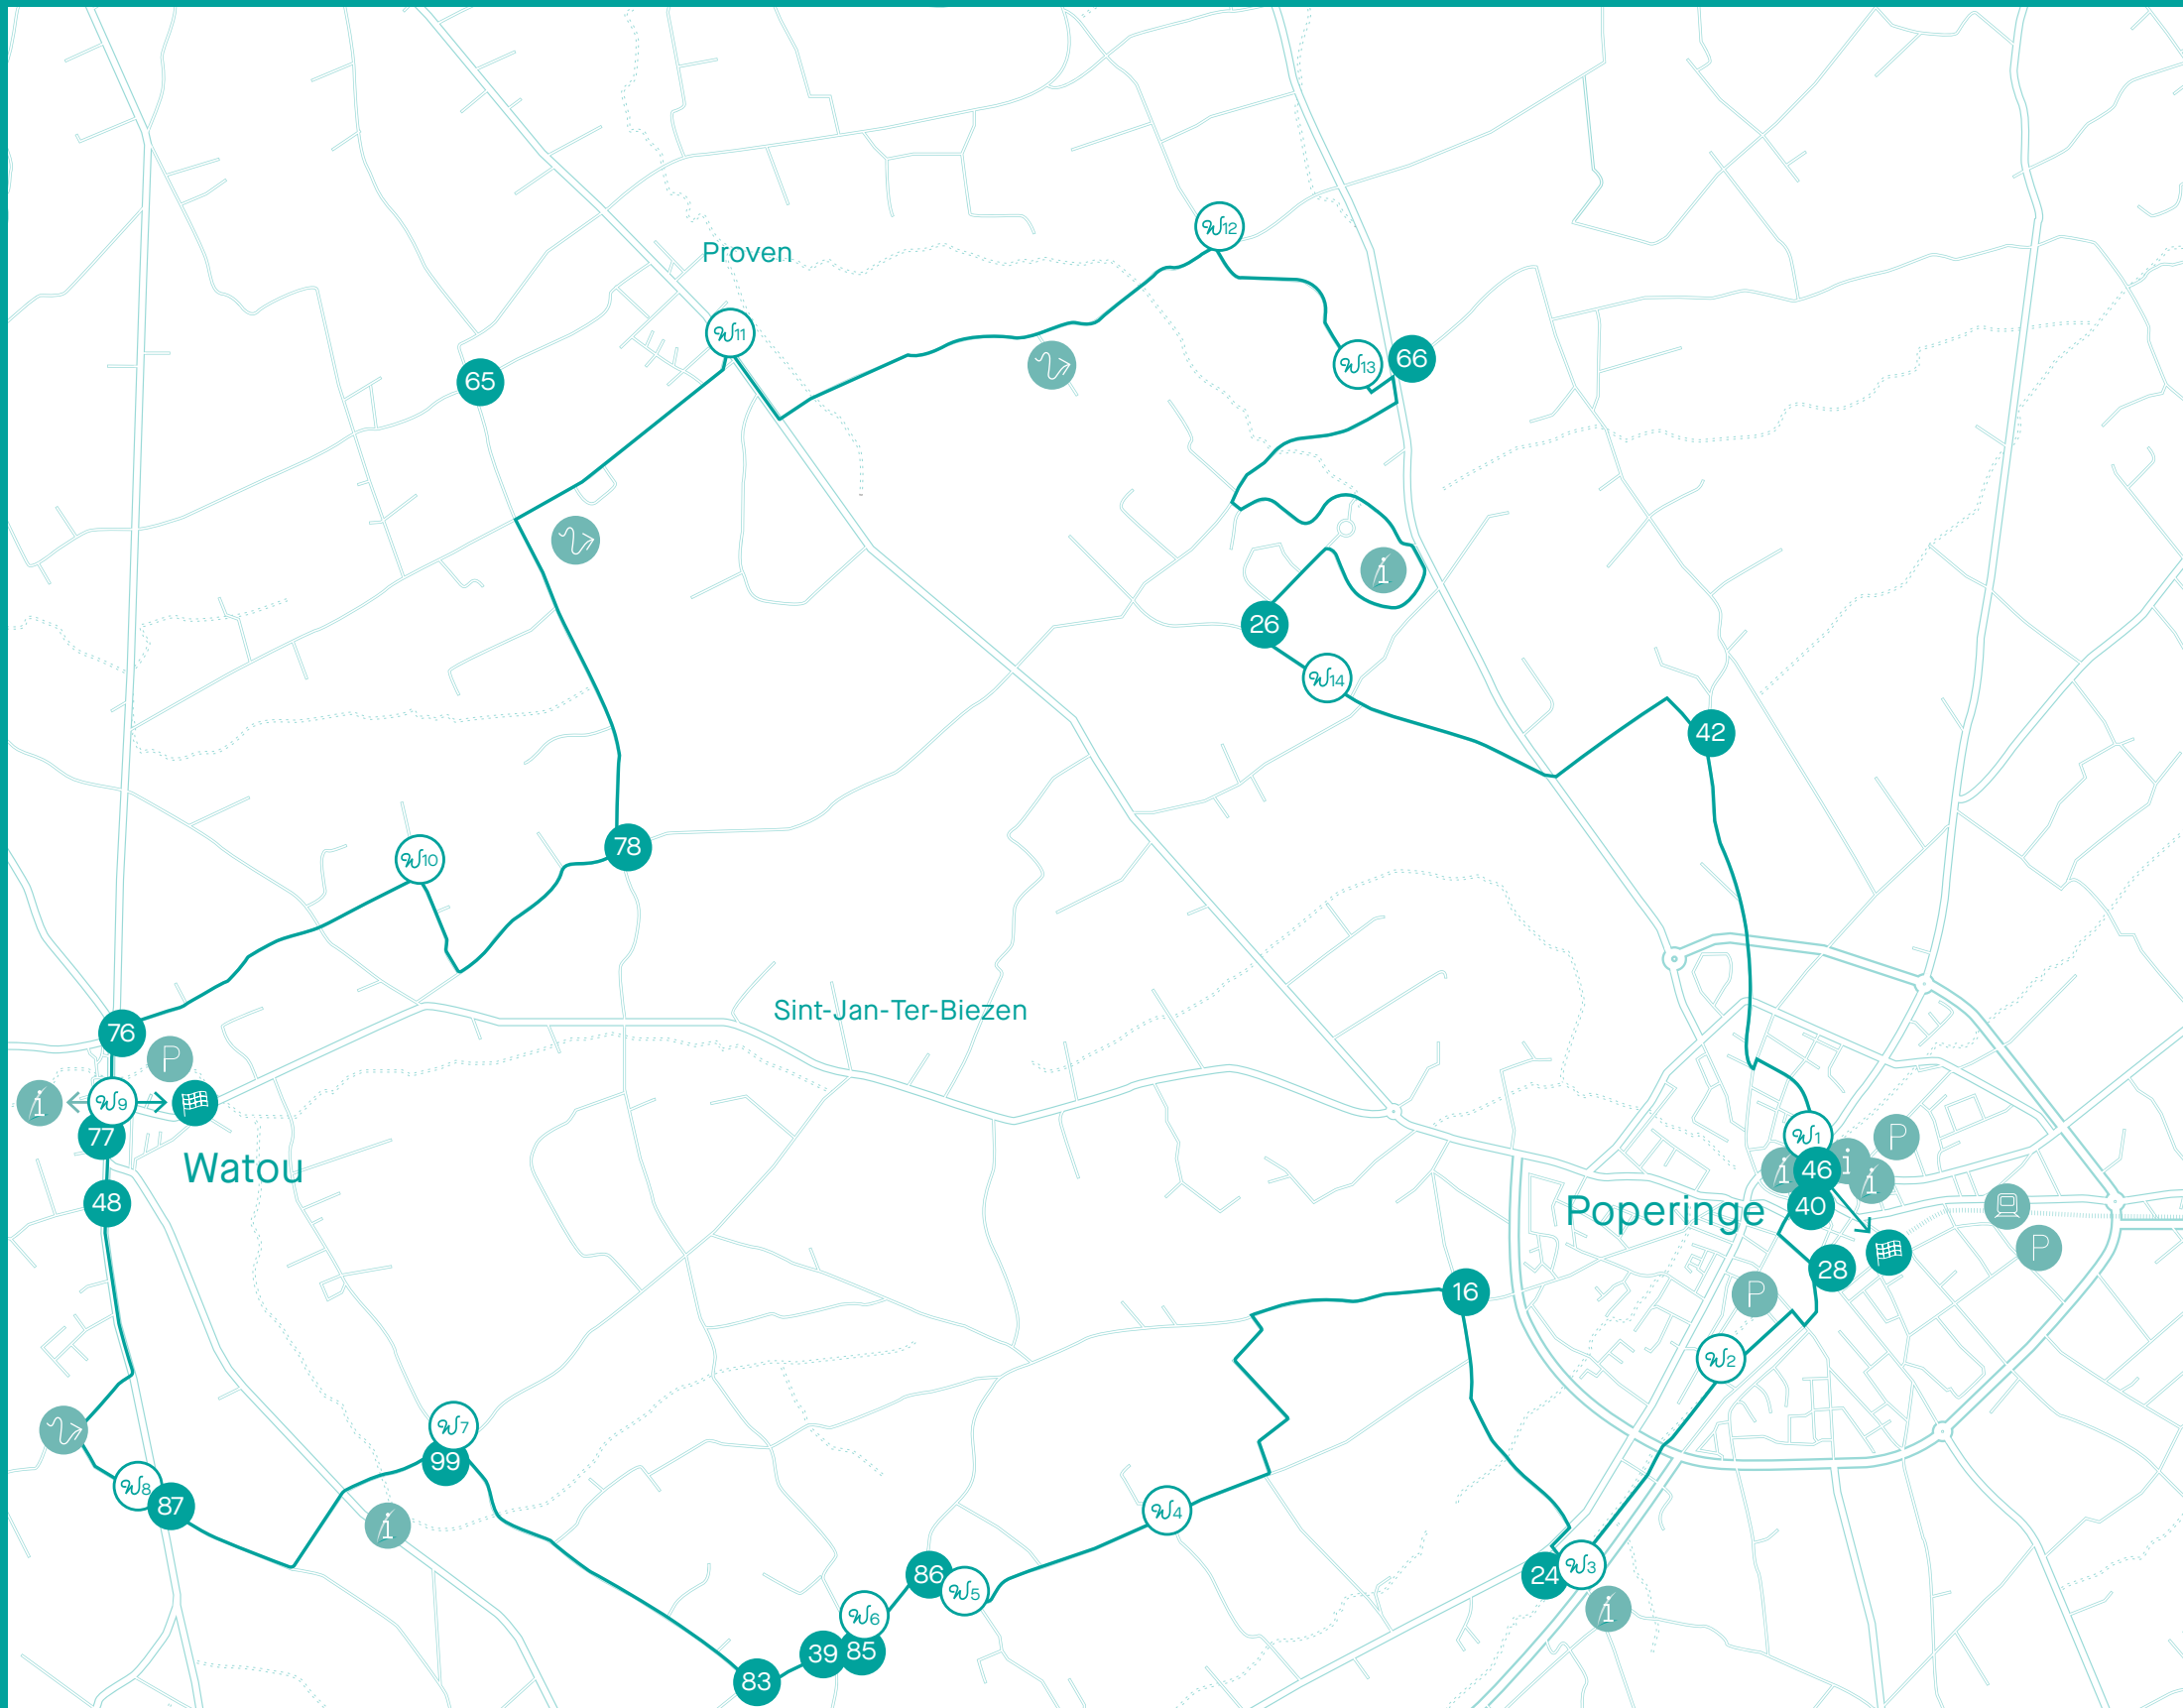 W12
Proven
W11
W13
66
65
i
26
W14
42
78
W10
Sint-Jan-Ter-Biezen
76
P
i
W9
77
Watou
48
W1
P
i
46
i
i
40
Poperinge
28
P
P
16
W2
W7
99
W8
87
i
W4
86
W5
24
W3
i
W6
39
85
83